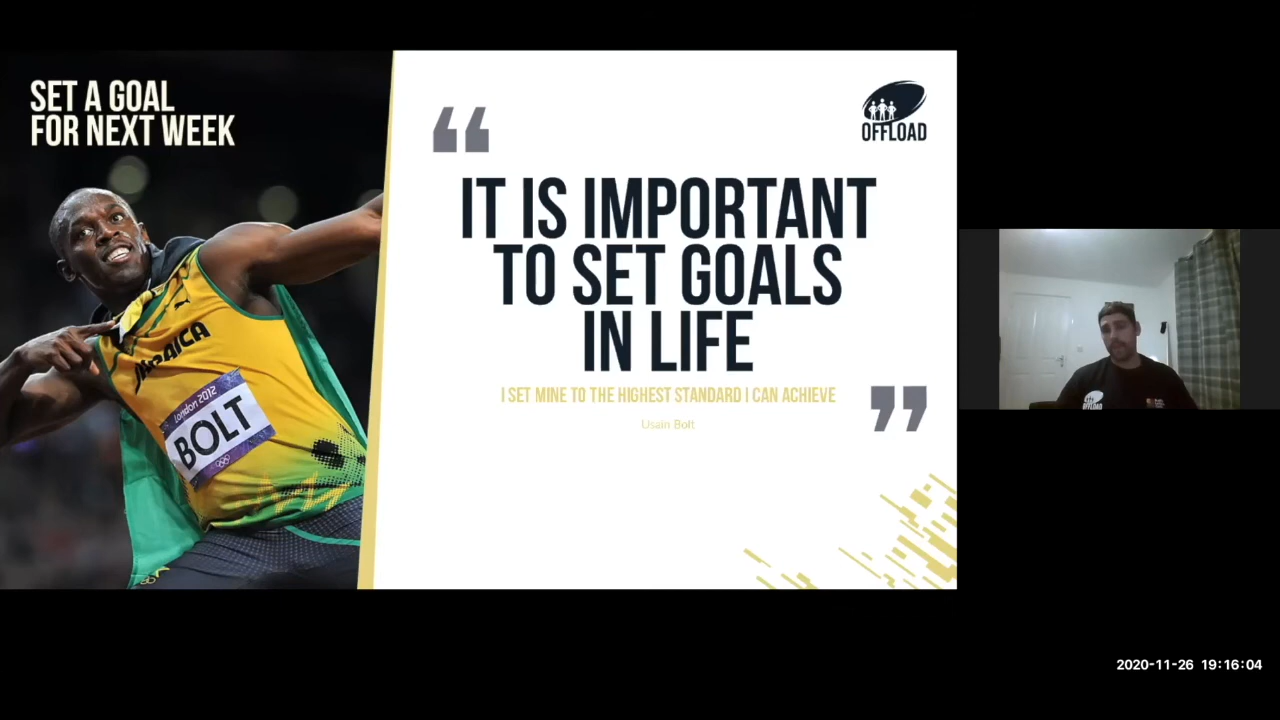 SET A GOAL
FOR NEXT WEEK
JAMAICA
London 2012
BOLT
OFFLOAD
“
IT IS IMPORTANT
TO SET GOALS
IN LIFE
I SET MINE TO THE HIGHEST STANDARD I CAN ACHIEVE
”
Usain Bolt
OFFLOAD
2020-11-26 19:16:04